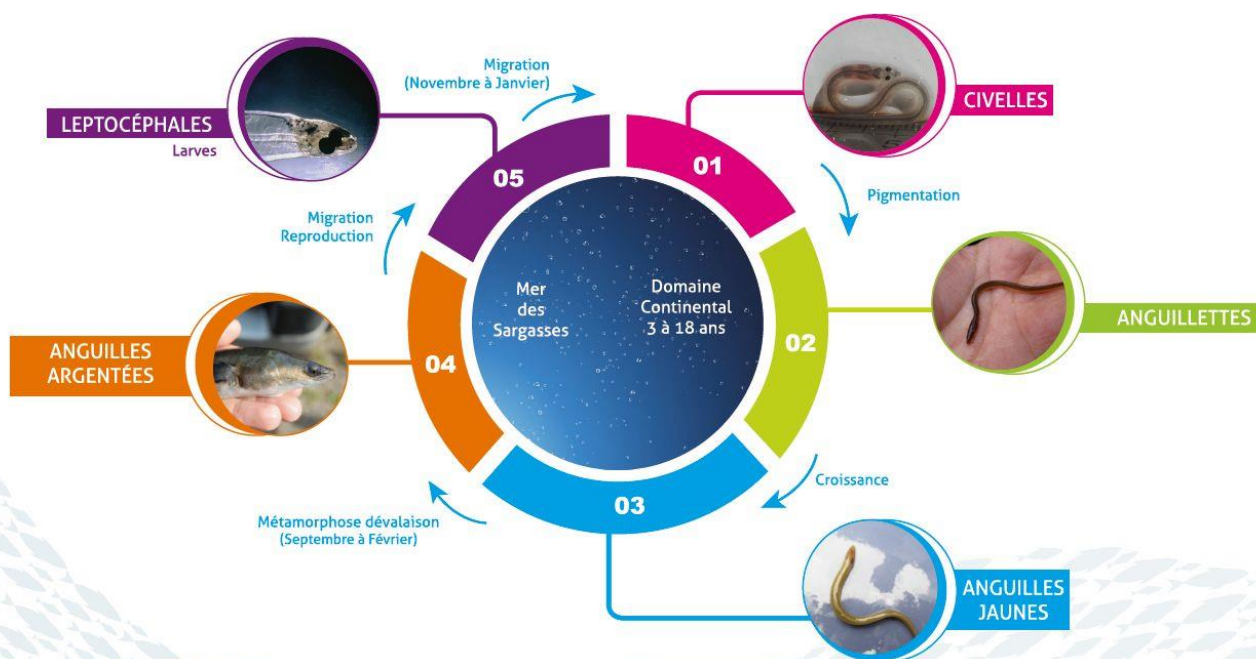 Migration
(Novembre à Janvier)
CIVELLES
LEPTOCÉPHALES
Larves
01
05
Pigmentation
Migration
Reproduction
Mer
des
Sargasses
Domaine
Continental
3 à 18 ans
ANGUILLETTES
02
ANGUILLES
ARGENTÉES
04
Croissance
03
Métamorphose dévalaison
(Septembre à Février)
ANGUILLES
JAUNES